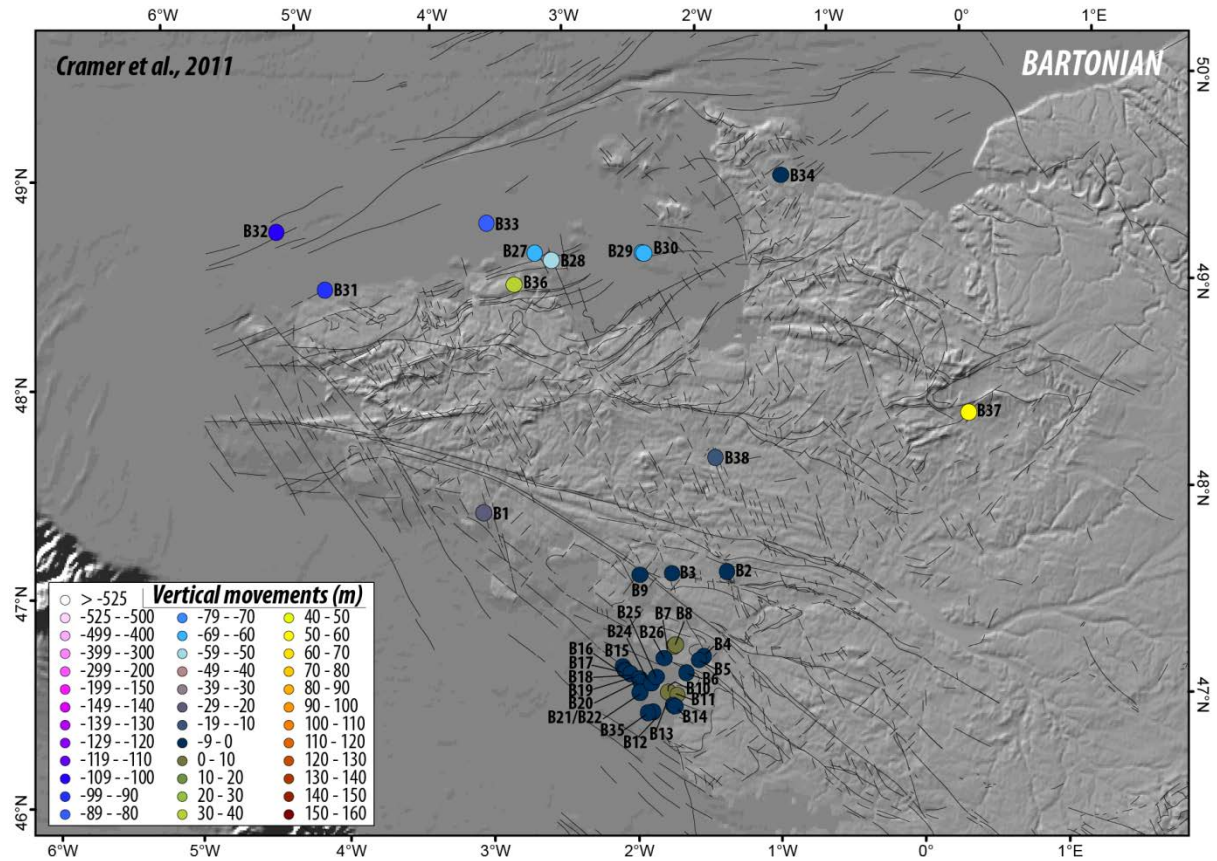 5°W 4°W 3°W 2°W 1°W 0° 1°E
Cramer et al., 2011
BARTONIAN
50°N
49°N
B34
B32
B33
B27
B28
B29
B30
B36
B31
49°N
48°N
B37
B38
48°N
B1
B9
B3
B2
47°N
B25
B7 B8
B24
B26
B4
B16
B15
B17
B5
B18
B6
B19
B10
47°N
B20
B11
B21/B22
B14
B35
B13
B12
Vertical movements (m)
> -525
-525 - -500
-499 - -400
-399 - -300
-299 - -200
-199 - -150
-149 - -140
-139 - -130
-129 - -120
-119 - -110
-109 - -100
-99 - -90
-89 - -80
-79 - -70
-69 - -60
-59 - -50
-49 - -40
-39 - -30
-29 - -20
-19 - -10
-9 - 0
0 - 10
10 - 20
20 - 30
30 - 40
40 - 50
50 - 60
60 - 70
70 - 80
80 - 90
90 - 100
100 - 110
110 - 120
120 - 130
130 - 140
140 - 150
150 - 160
46°N
6°W 5°W 4°W 3°W 2°W 1°W 0° 1°E